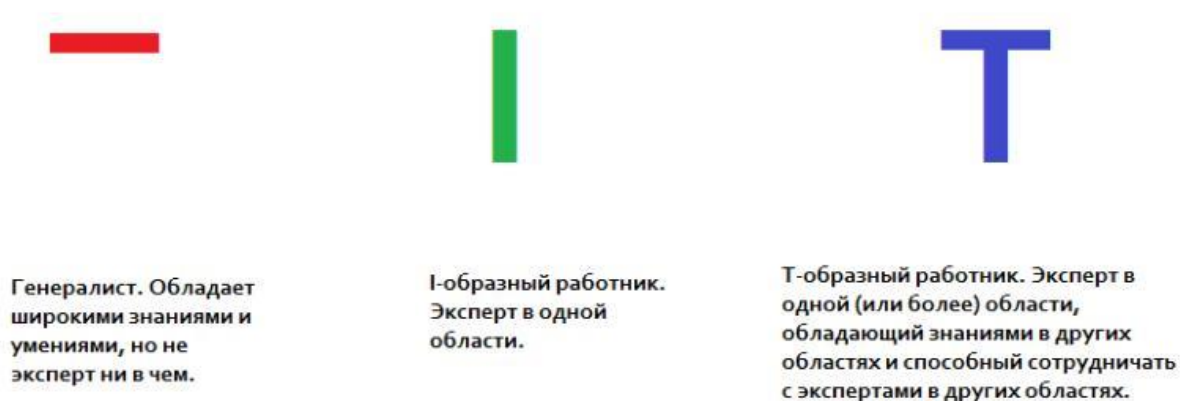 Генералист. Обладает
широкими знаниями и
умениями, но не
эксперт ни в чем.
I-образный работник.
Эксперт в одной
области.
Т-образный работник. Эксперт в
одной (или более) области,
обладающий знаниями в других
областях и способный сотрудничать
с экспертами в других областях.